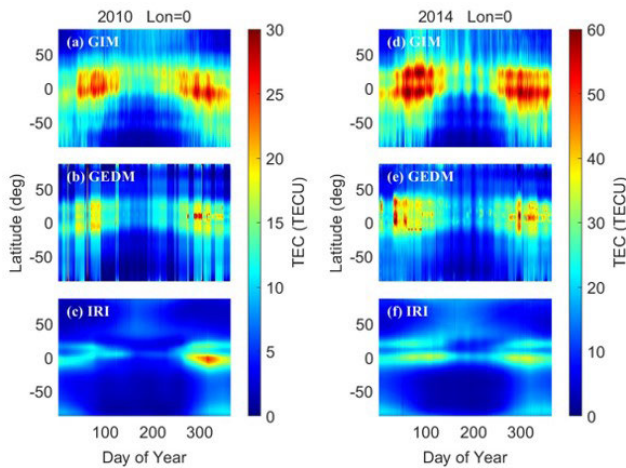 2010 Lon=0
(a) GIM
50
0
-50
(b) GEDM
50
0
-50
(c) IRI
50
0
-50
100 200 300
Day of Year
Latitude (deg)
30
25
20
15
10
5
0
TEC (TECU)
2014 Lon=0
(d) GIM
50
0
-50
(e) GEDM
50
0
-50
(f) IRI
50
0
-50
100 200 300
Day of Year
Latitude (deg)
60
50
40
30
20
10
0
TEC (TECU)